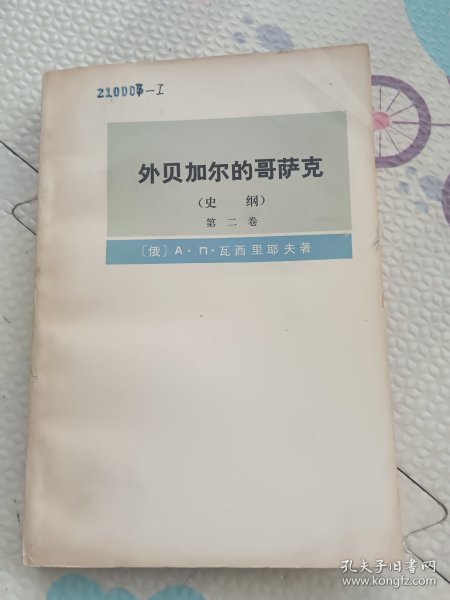 210007-I
外贝加尔的哥萨克
（史 纲）
第 二 卷
〔俄〕А·П·瓦西里耶夫著
孔夫子旧书网
www.kongfz.com